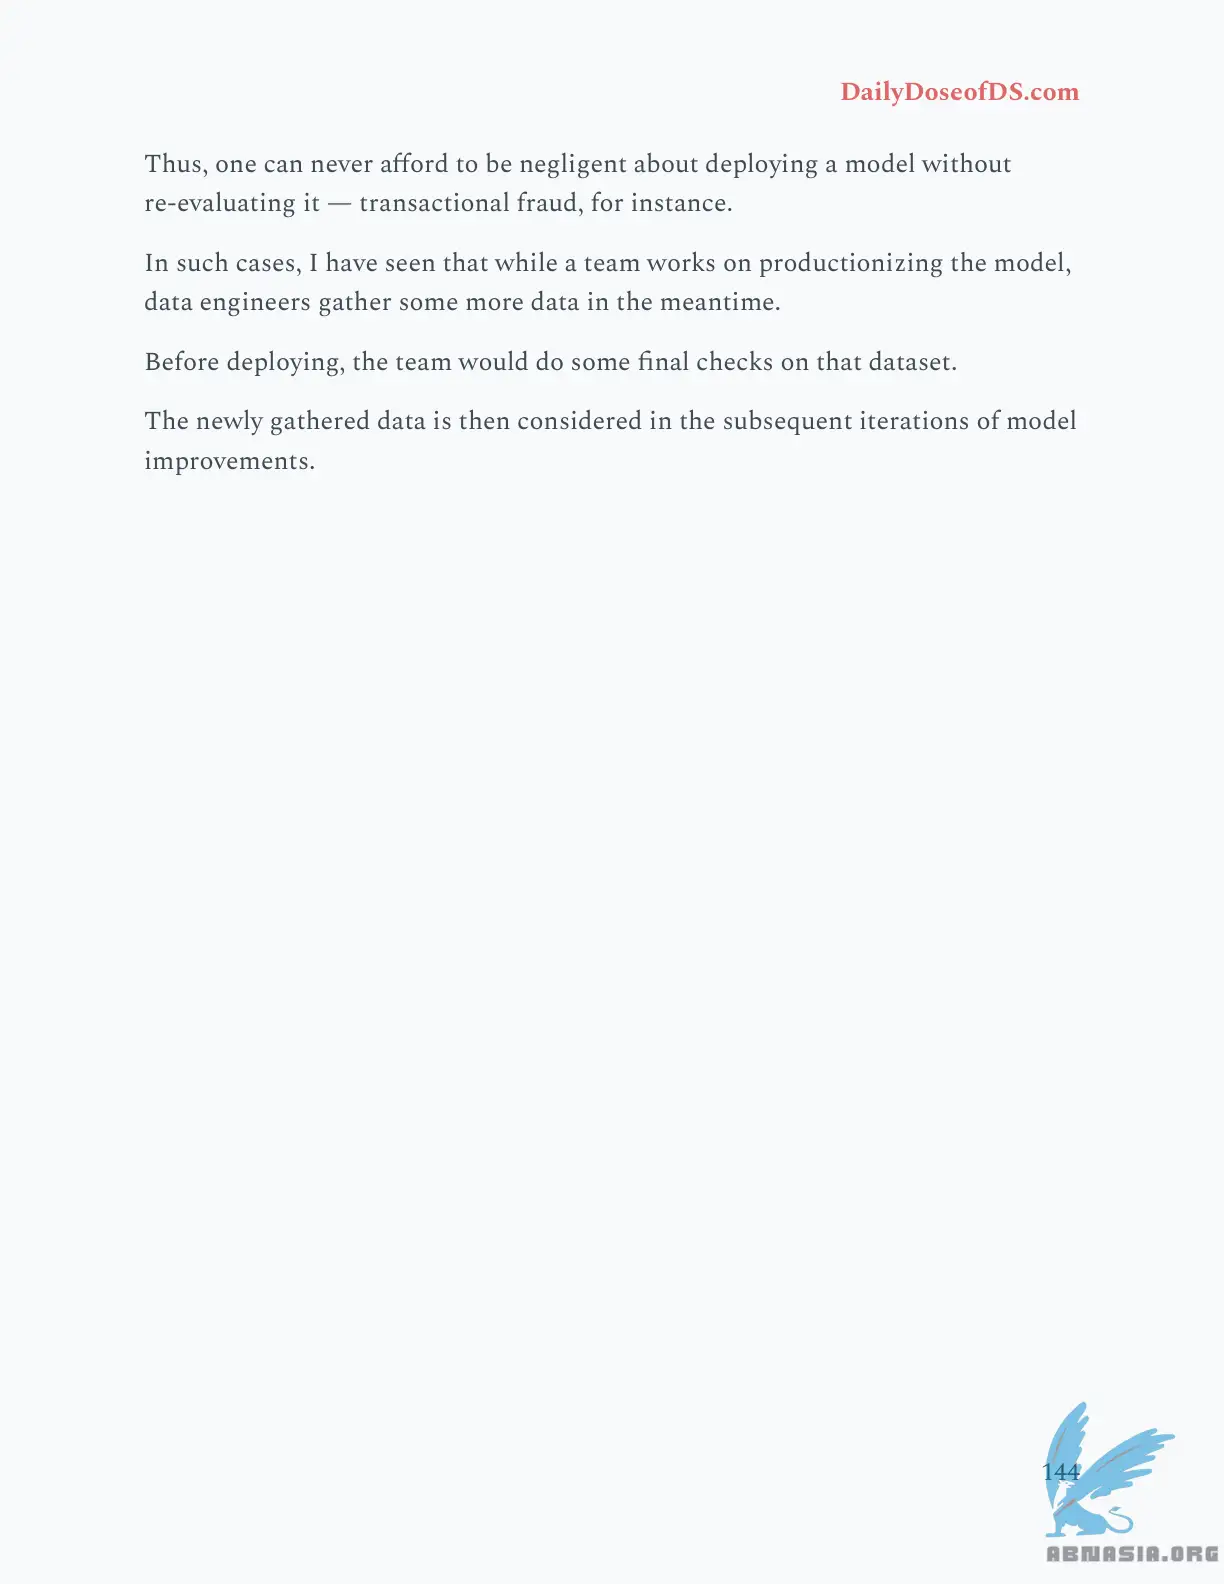 DailyDoseofDS.com
Thus, one can never afford to be negligent about deploying a model without
re-evaluating it — transactional fraud, for instance.
In such cases, I have seen that while a team works on productionizing the model,
data engineers gather some more data in the meantime.
Before deploying, the team would do some final checks on that dataset.
The newly gathered data is then considered in the subsequent iterations of model
improvements.
144
ABNASIA.ORG